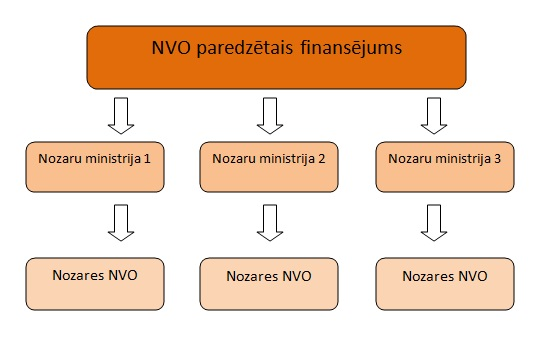 NVO paredzētais finansējums
Nozaru ministrija 1
Nozaru ministrija 2
Nozaru ministrija 3
Nozares NVO
Nozares NVO
Nozares NVO